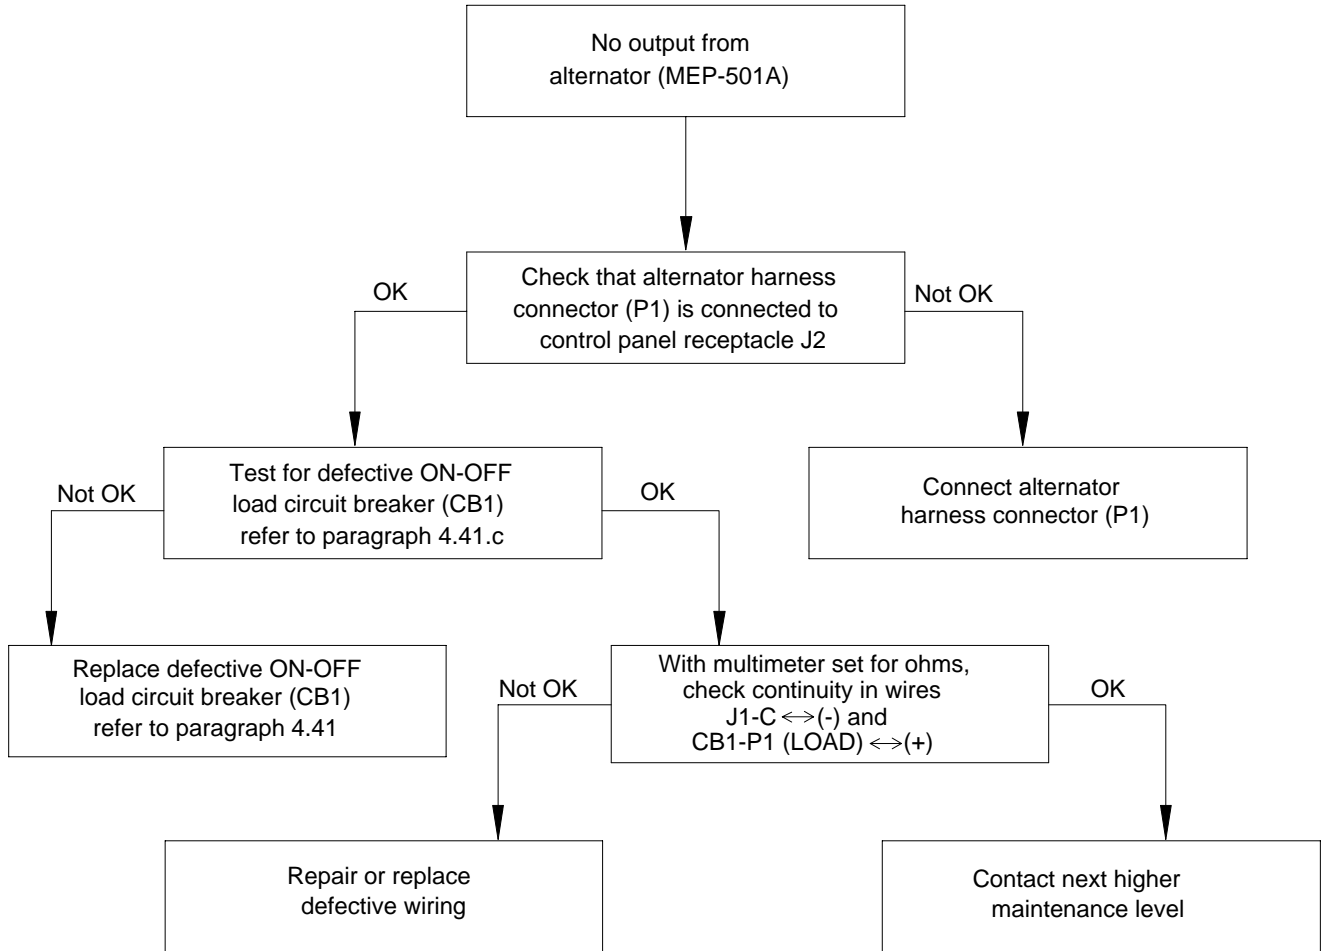 No output from
alternator (MEP-501A)
Check that alternator harness
connector (P1) is connected to
control panel receptacle J2
OK
Not OK
Test for defective ON-OFF
load circuit breaker (CB1)
refer to paragraph 4.41.c
Not OK
OK
Connect alternator
harness connector (P1)
Replace defective ON-OFF
load circuit breaker (CB1)
refer to paragraph 4.41
With multimeter set for ohms,
check continuity in wires
J1-C ↔(-) and
CB1-P1 (LOAD) ↔(+)
Not OK
OK
Repair or replace
defective wiring
Contact next higher
maintenance level